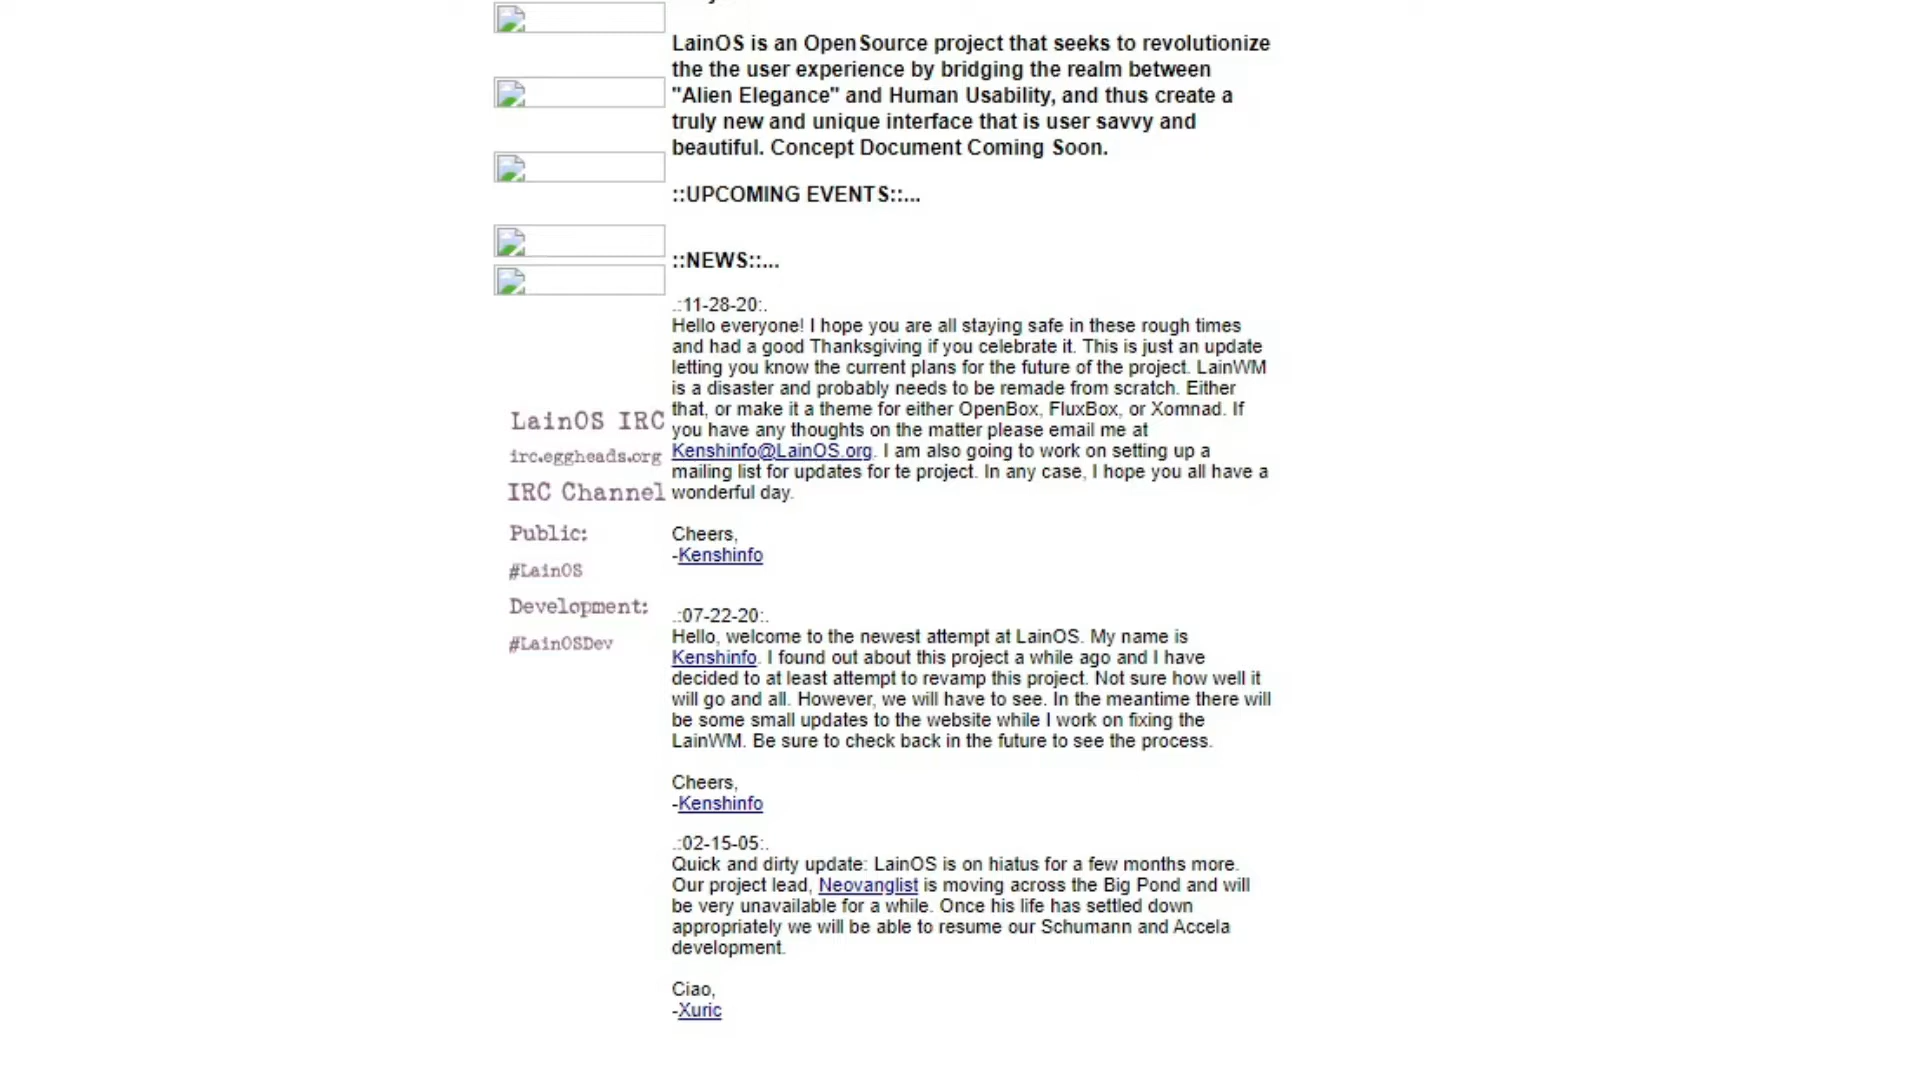 LainOS is an OpenSource project that seeks to revolutionize
the the user experience by bridging the realm between
"Alien Elegance" and Human Usability, and thus create a
truly new and unique interface that is user savvy and
beautiful. Concept Document Coming Soon.
::UPCOMING EVENTS::...
::NEWS::...
.:11-28-20:.
Hello everyone! I hope you are all staying safe in these rough times
and had a good Thanksgiving if you celebrate it. This is just an update
letting you know the current plans for the future of the project. LainWM
is a disaster and probably needs to be remade from scratch. Either
that, or make it a theme for either OpenBox, FluxBox, or Xomnad. If
you have any thoughts on the matter please email me at
Kenshinfo@LainOS.org. I am also going to work on setting up a
mailing list for updates for te project. In any case, I hope you all have a
wonderful day.
Cheers,
-Kenshinfo
.:07-22-20:.
Hello, welcome to the newest attempt at LainOS. My name is
Kenshinfo. I found out about this project a while ago and I have
decided to at least attempt to revamp this project. Not sure how well it
will go and all. However, we will have to see. In the meantime there will
be some small updates to the website while I work on fixing the
LainWM. Be sure to check back in the future to see the process.
Cheers,
-Kenshinfo
.:02-15-05:.
Quick and dirty update: LainOS is on hiatus for a few months more.
Our project lead, Neovanglist is moving across the Big Pond and will
be very unavailable for a while. Once his life has settled down
appropriately we will be able to resume our Schumann and Accela
development.
Ciao,
-Xuric
LainOS IRC
irc.eggheads.org
IRC Channel
Public:
#LainOS
Development:
#LainOSDev